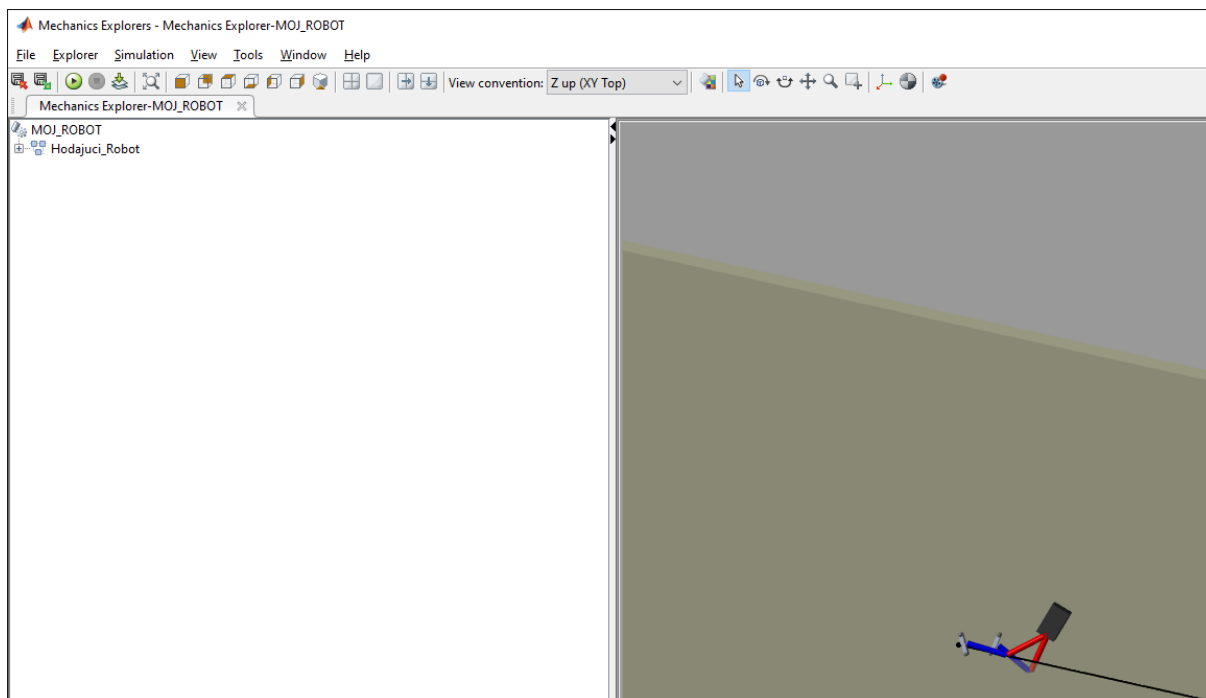 Mechanics Explorers - Mechanics Explorer-MOJ_ROBOT
File Explorer Simulation View Tools Window Help
View convention: Z up (XY Top)
Mechanics Explorer-MOJ_ROBOT
MOJ_ROBOT
Hodajuci_Robot